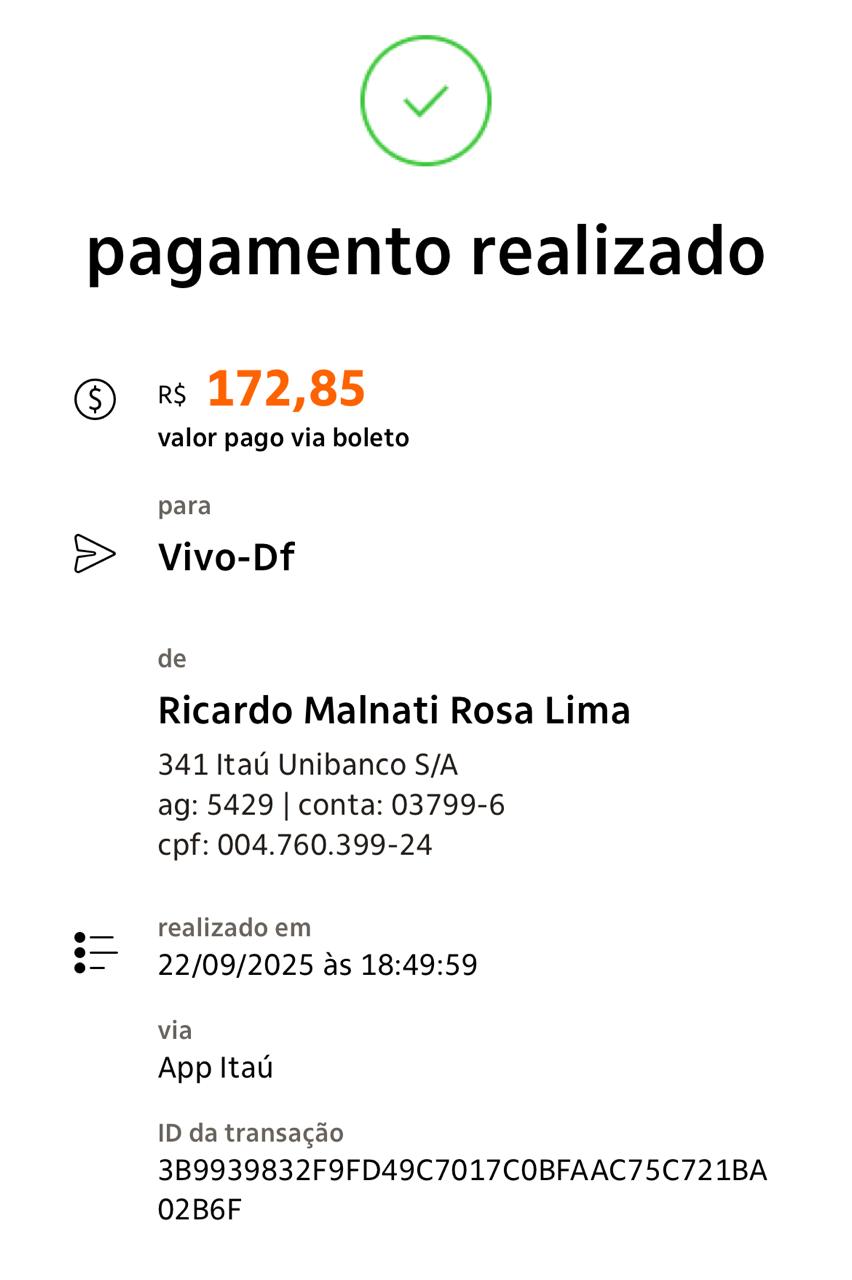 pagamento realizado
R$ 172,85
valor pago via boleto
para
Vivo-Df
de
Ricardo Malnati Rosa Lima
341 Itaú Unibanco S/A
ag: 5429 | conta: 03799-6
cpf: 004.760.399-24
realizado em
22/09/2025 às 18:49:59
via
App Itaú
ID da transação
3B9939832F9FD49C7017C0BFAAC75C721BA
02B6F